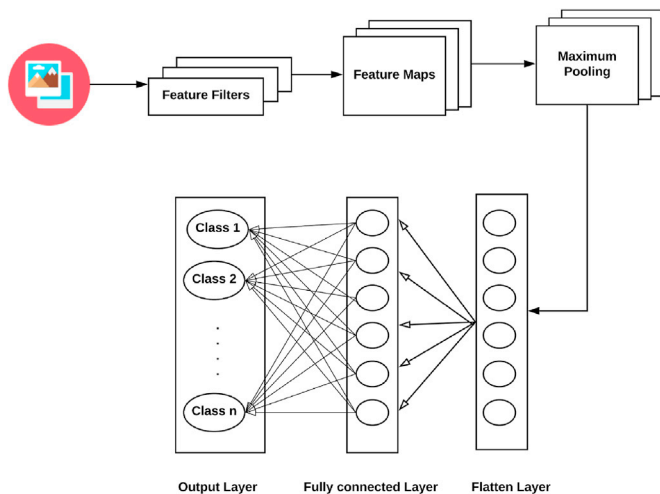 Feature Filters
Feature Maps
Maximum
Pooling
Class 1
Class 2
Class n
Output Layer
Fully connected Layer
Flatten Layer